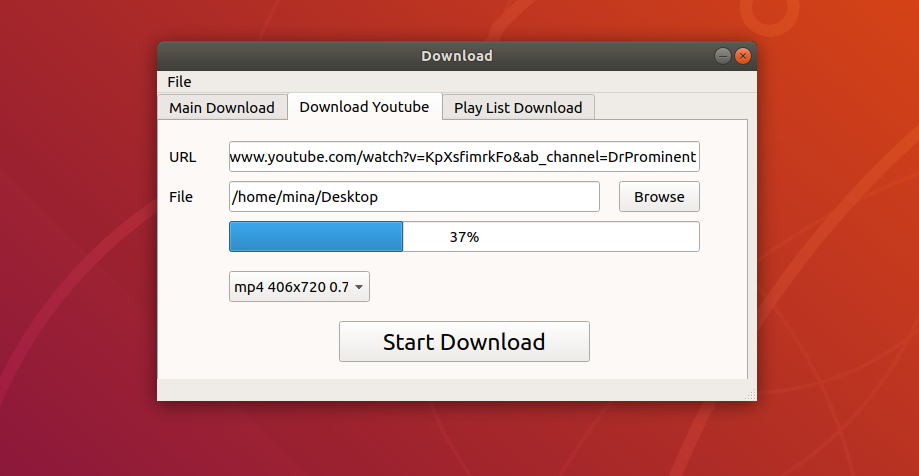 Download
File
Main Download Download Youtube Play List Download
URL www.youtube.com/watch?v=KpXsfimrkFo&ab_channel=DrProminent
File /home/mina/Desktop Browse
37%
mp4 406x720 0.7
Start Download